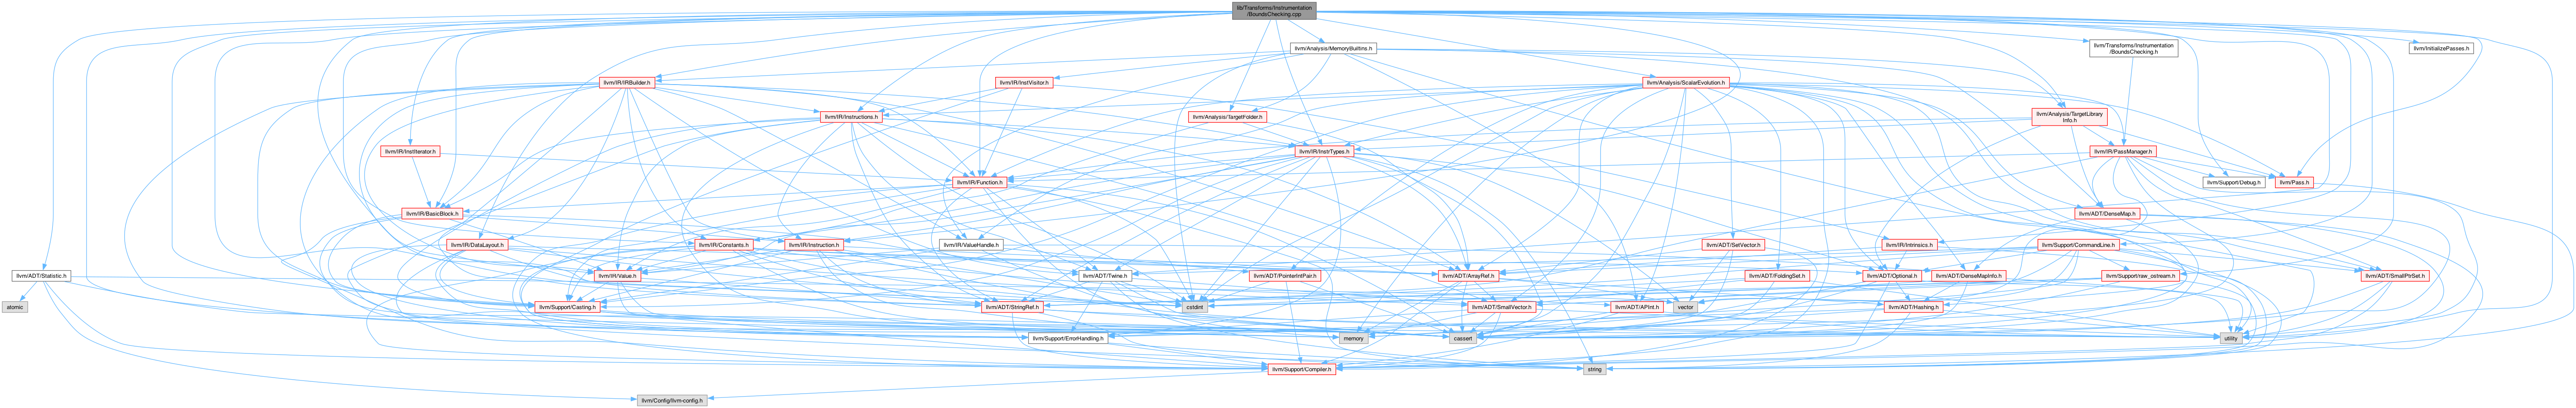 lib/Transforms/Instrumentation
/BoundsChecking.cpp
llvm/Analysis/MemoryBuiltins.h
llvm/Transforms/Instrumentation
/BoundsChecking.h
llvm/InitializePasses.h
llvm/IR/IRBuilder.h
llvm/IR/InstVisitor.h
llvm/Analysis/ScalarEvolution.h
llvm/IR/Instructions.h
llvm/Analysis/TargetFolder.h
llvm/Analysis/TargetLibrary
Info.h
llvm/IR/InstIterator.h
llvm/IR/InstrTypes.h
llvm/IR/PassManager.h
llvm/IR/Function.h
llvm/Support/Debug.h
llvm/Pass.h
llvm/IR/BasicBlock.h
llvm/ADT/DenseMap.h
llvm/IR/DataLayout.h
llvm/IR/Constants.h
llvm/IR/Instruction.h
llvm/IR/ValueHandle.h
llvm/ADT/SetVector.h
llvm/IR/Intrinsics.h
llvm/Support/CommandLine.h
llvm/ADT/Statistic.h
llvm/IR/Value.h
llvm/ADT/Twine.h
llvm/ADT/PointerIntPair.h
llvm/ADT/ArrayRef.h
llvm/ADT/FoldingSet.h
llvm/ADT/Optional.h
llvm/ADT/DenseMapInfo.h
llvm/Support/raw_ostream.h
llvm/ADT/SmallPtrSet.h
atomic
llvm/Support/Casting.h
llvm/ADT/StringRef.h
cstdint
llvm/ADT/SmallVector.h
llvm/ADT/APInt.h
vector
llvm/ADT/Hashing.h
llvm/Support/ErrorHandling.h
memory
cassert
utility
llvm/Support/Compiler.h
string
llvm/Config/llvm-config.h